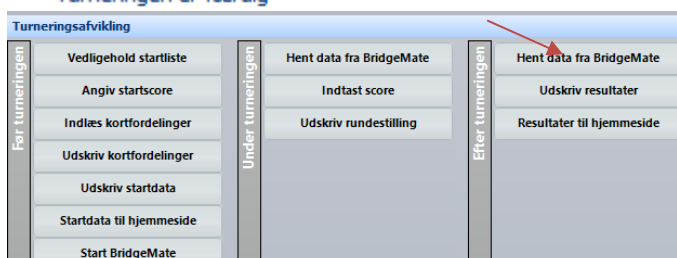 Turneringsafvikling
Før turneringen
Vedligehold startliste
Angiv startscore
Indlæs kortfordelinger
Udskriv kortfordelinger
Udskriv startdata
Startdata til hjemmeside
Start BridgeMate
Under turneringen
Hent data fra BridgeMate
Indtast score
Udskriv rundestilling
Efter turneringen
Hent data fra BridgeMate
Udskriv resultater
Resultater til hjemmeside